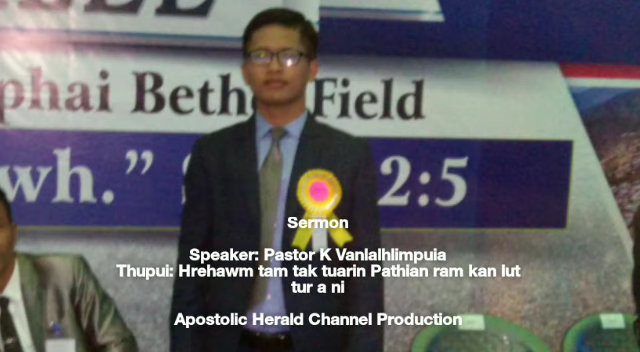 phai Bethel Field
wh." 2:5
Sermon
Speaker: Pastor K Vanlalhlimpuia
Thupui: Hrehawm tam tak tuarin Pathian ram kan lut
tur a ni
Apostolic Herald Channel Production